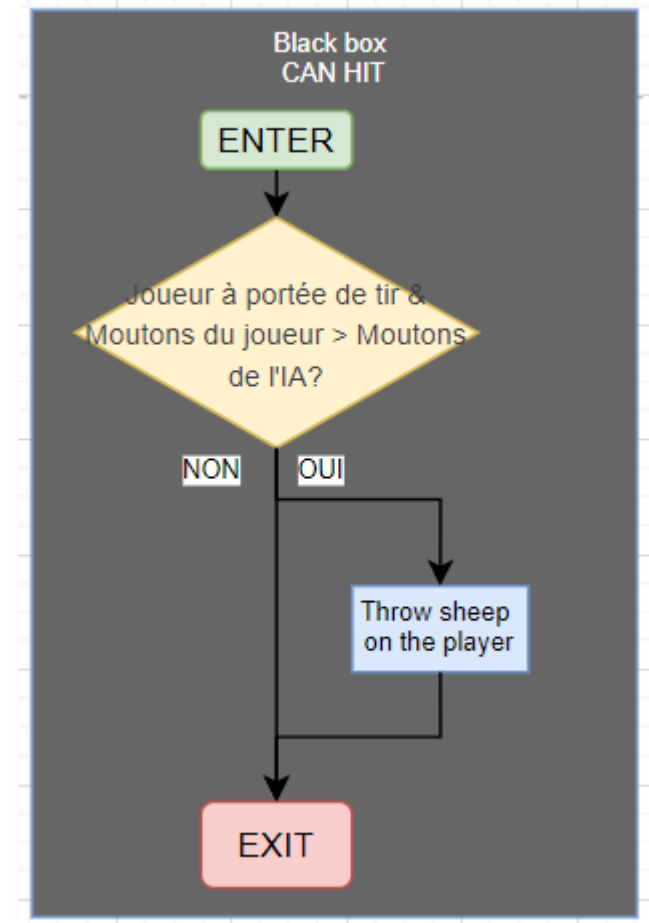 Black box
CAN HIT
ENTER
Joueur à portée de tir &
Moutons du joueur > Moutons
de l'IA?
NON
OUI
Throw sheep
on the player
EXIT